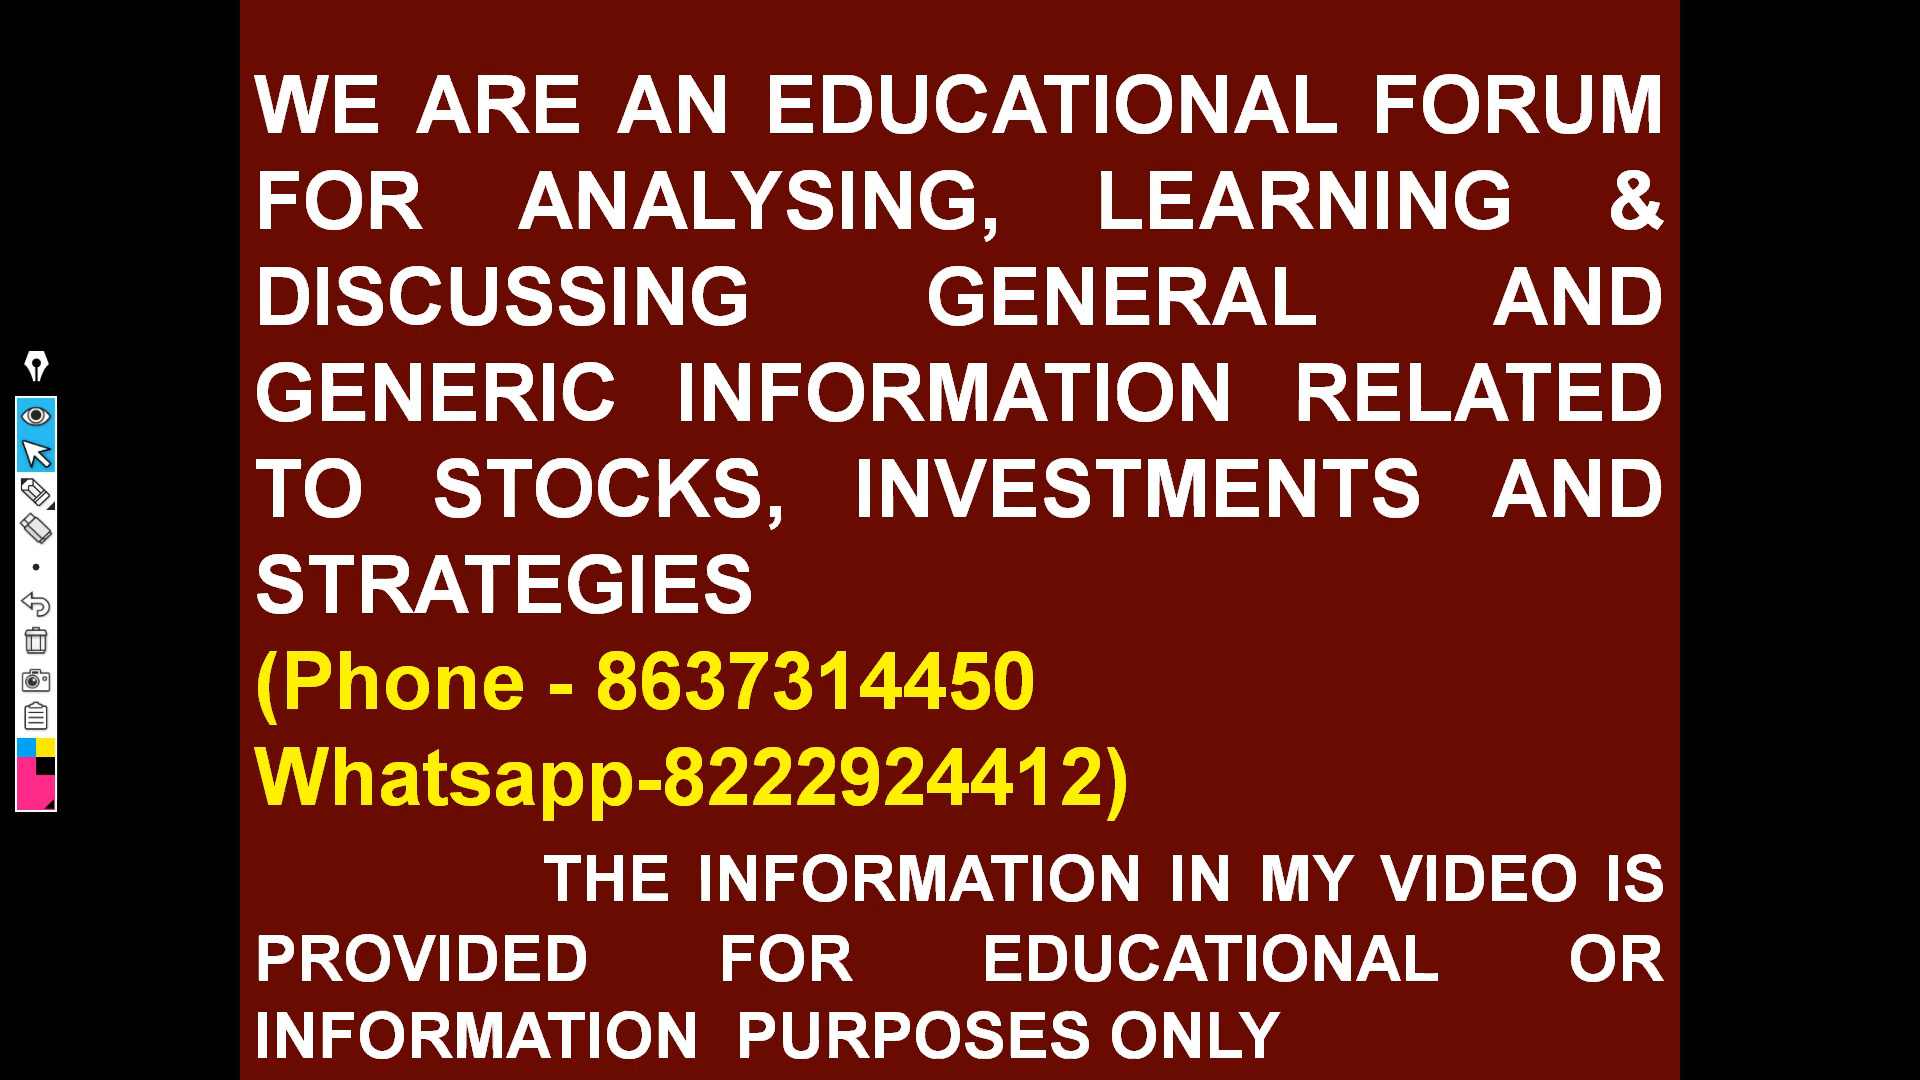 WE ARE AN EDUCATIONAL FORUM
FOR ANALYSING, LEARNING &
DISCUSSING GENERAL AND
GENERIC INFORMATION RELATED
TO STOCKS, INVESTMENTS AND
STRATEGIES
(Phone - 8637314450
Whatsapp-8222924412)
THE INFORMATION IN MY VIDEO IS
PROVIDED FOR EDUCATIONAL OR
INFORMATION PURPOSES ONLY